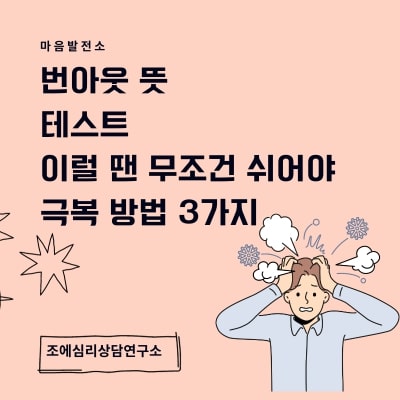 마음발전소
번아웃 뜻
테스트
이럴 땐 무조건 쉬어야
극복 방법 3가지
조에심리상담연구소